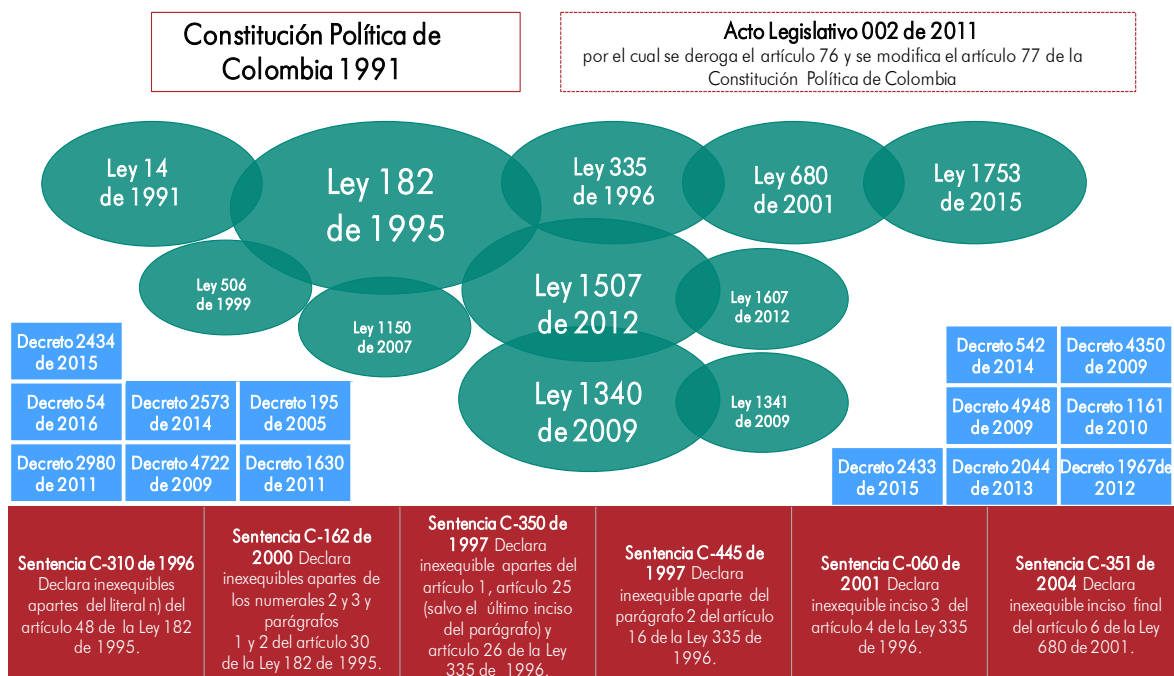 Constitución Política de
Colombia 1991
Acto Legislativo 002 de 2011
por el cual se deroga el artículo 76 y se modifica el artículo 77 de la
Constitución Política de Colombia
Ley 14
de 1991
Ley 182
de 1995
Ley 335
de 1996
Ley 680
de 2001
Ley 1753
de 2015
Ley 506
de 1999
Ley 1150
de 2007
Ley 1507
de 2012
Ley 1607
de 2012
Ley 1340
de 2009
Ley 1341
de 2009
Decreto 2434
de 2015
Decreto 54
de 2016
Decreto 2573
de 2014
Decreto 195
de 2005
Decreto 2980
de 2011
Decreto 4722
de 2009
Decreto 1630
de 2011
Decreto 542
de 2014
Decreto 4350
de 2009
Decreto 4948
de 2009
Decreto 1161
de 2010
Decreto 2433
de 2015
Decreto 2044
de 2013
Decreto 1967de
2012
Sentencia C-310 de 1996
Declara inexequibles
apartes del literal n) del
artículo 48 de la Ley 182
de 1995.
Sentencia C-162 de
2000 Declara
inexequibles apartes de
los numerales 2 y 3 y
parágrafos
1 y 2 del artículo 30
de la Ley 182 de 1995.
Sentencia C-350 de
1997 Declara
inexequible apartes del
artículo 1, artículo 25
(salvo el último inciso
del parágrafo) y
artículo 26 de la Ley
335 de 1996.
Sentencia C-445 de
1997 Declara
inexequible aparte del
parágrafo 2 del artículo
16 de la Ley 335 de
1996.
Sentencia C-060 de
2001 Declara
inexequible inciso 3 del
artículo 4 de la Ley 335
de 1996.
Sentencia C-351 de
2004 Declara
inexequible inciso final
del artículo 6 de la Ley
680 de 2001.